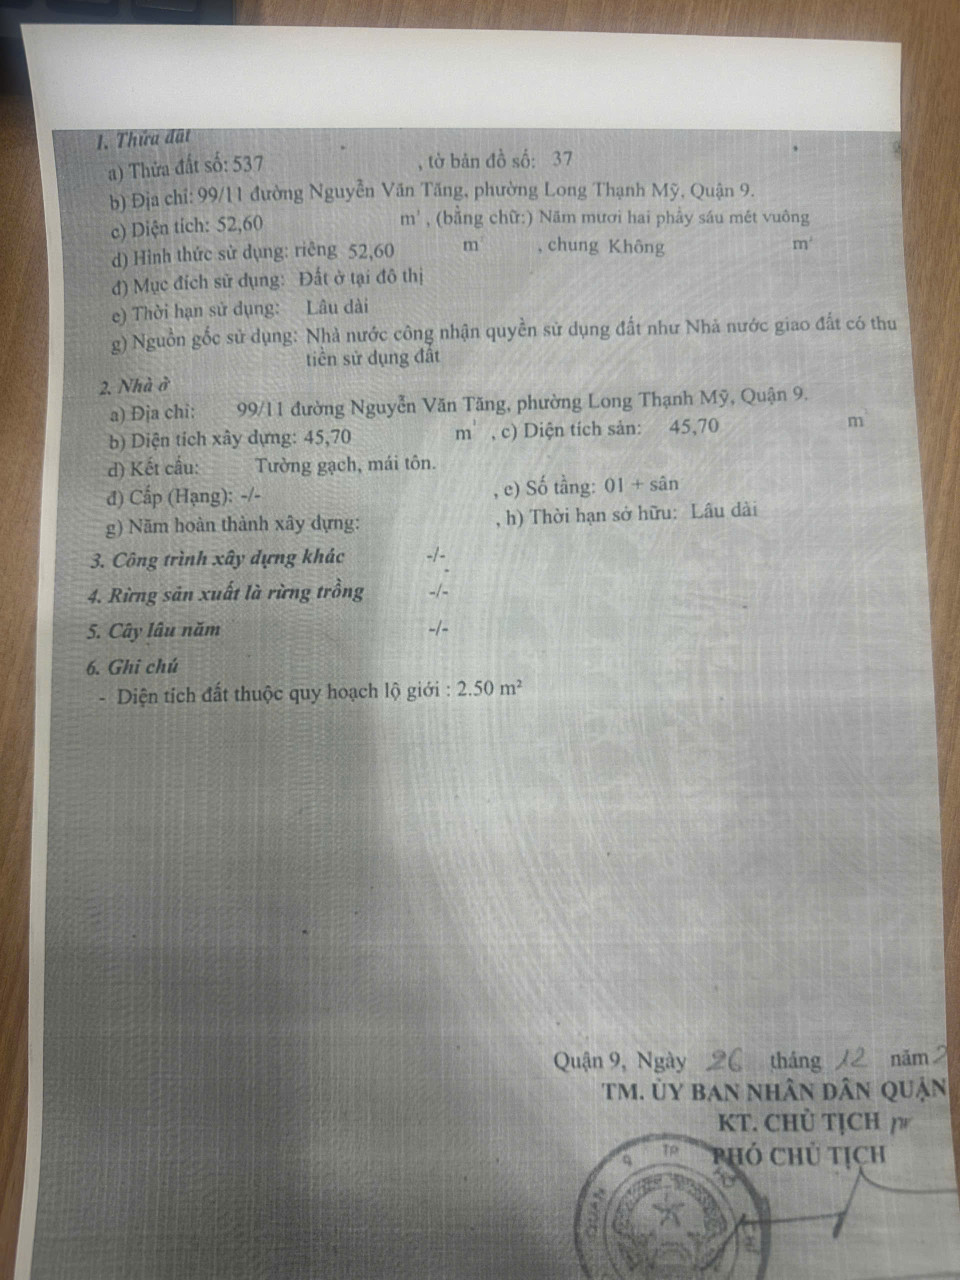 1. Thửa đất
a) Thửa đất số: 537 , tờ bản đồ số: 37
b) Địa chỉ: 99/11 đường Nguyễn Văn Tăng, phường Long Thạnh Mỹ, Quận 9.
c) Diện tích: 52,60 m² , (bằng chữ:) Năm mươi hai phẩy sáu mét vuông
d) Hình thức sử dụng: riêng 52,60 m² , chung Không m²
đ) Mục đích sử dụng: Đất ở tại đô thị
e) Thời hạn sử dụng: Lâu dài
g) Nguồn gốc sử dụng: Nhà nước công nhận quyền sử dụng đất như Nhà nước giao đất có thu
tiền sử dụng đất
2. Nhà ở
a) Địa chỉ: 99/11 đường Nguyễn Văn Tăng, phường Long Thạnh Mỹ, Quận 9.
b) Diện tích xây dựng: 45,70 m² , c) Diện tích sàn: 45,70 m²
d) Kết cấu: Tường gạch, mái tôn.
đ) Cấp (Hạng): -/- , e) Số tầng: 01 + sân
g) Năm hoàn thành xây dựng: , h) Thời hạn sở hữu: Lâu dài
3. Công trình xây dựng khác -/-
4. Rừng sản xuất là rừng trồng -/-
5. Cây lâu năm -/-
6. Ghi chú
- Diện tích đất thuộc quy hoạch lộ giới : 2.50 m²
Quận 9, Ngày 26 tháng 12 năm 2
TM. ỦY BAN NHÂN DÂN QUẬN
KT. CHỦ TỊCH
PHÓ CHỦ TỊCH
QUẬN 9 TP HỒ